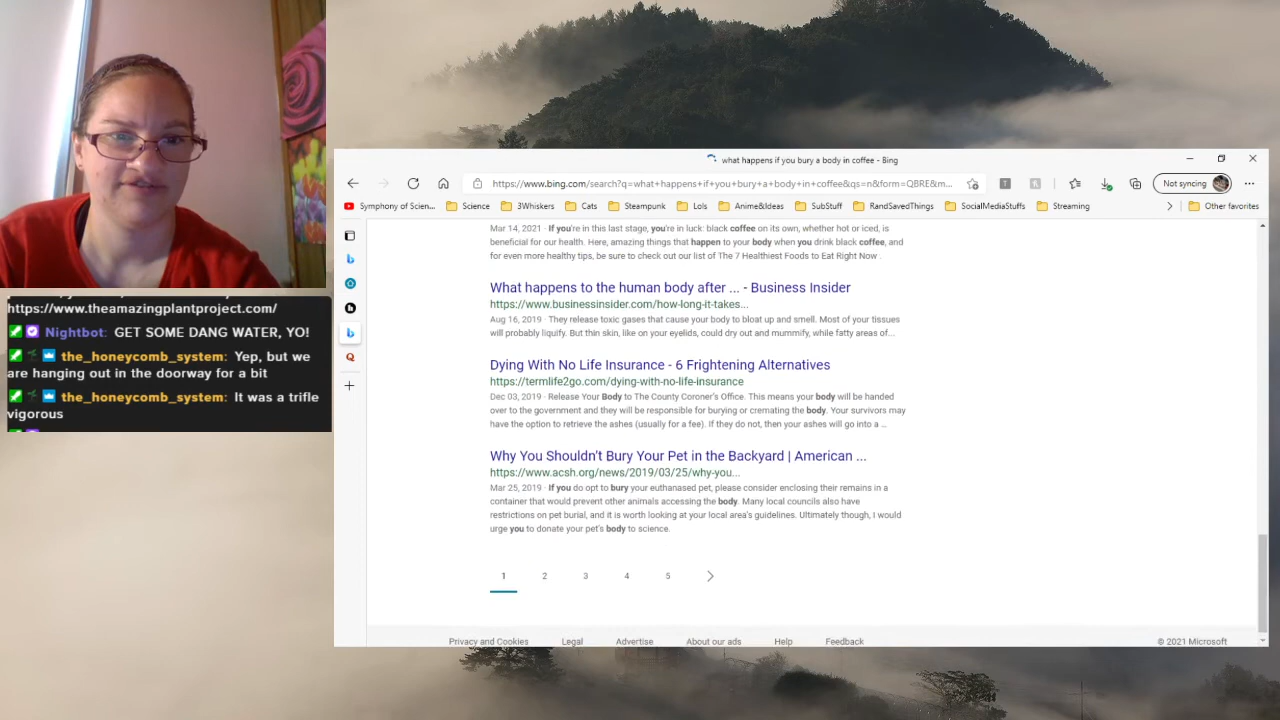 https://www.theamazingplantproject.com/
Nightbot: GET SOME DANG WATER, YO!
the_honeycomb_system: Yep, but we
are hanging out in the doorway for a bit
the_honeycomb_system: It was a trifle
vigorous
what happens if you bury a body in coffee - Bing
https://www.bing.com/search?q=what+happens+if+you+bury+a+body+in+coffee&qs=n&form=QBRE&m...
Not syncing
Symphony of Scien...
Science
3Whiskers
Cats
Steampunk
Lols
Anime&Ideas
SubStuff
RandSavedThings
SocialMediaStuffs
Streaming
Other favorites
Mar 14, 2021 · If you're in this last stage, you're in luck: black coffee on its own, whether hot or iced, is
beneficial for our health. Here, amazing things that happen to your body when you drink black coffee, and
for even more healthy tips, be sure to check out our list of The 7 Healthiest Foods to Eat Right Now .
What happens to the human body after ... - Business Insider
https://www.businessinsider.com/how-long-it-takes...
Aug 16, 2019 · They release toxic gases that cause your body to bloat up and smell. Most of your tissues
will probably liquify. But thin skin, like on your eyelids, could dry out and mummify, while fatty areas of...
Dying With No Life Insurance - 6 Frightening Alternatives
https://termlife2go.com/dying-with-no-life-insurance
Dec 03, 2019 · Release Your Body to The County Coroner's Office. This means your body will be handed
over to the government and they will be responsible for burying or cremating the body. Your survivors may
have the option to retrieve the ashes (usually for a fee). If they do not, then your ashes will go into a ...
Why You Shouldn't Bury Your Pet in the Backyard | American ...
https://www.acsh.org/news/2019/03/25/why-you...
Mar 25, 2019 · If you do opt to bury your euthanased pet, please consider enclosing their remains in a
container that would prevent other animals accessing the body. Many local councils also have
restrictions on pet burial, and it is worth looking at your local area's guidelines. Ultimately though, I would
urge you to donate your pet's body to science.
1 2 3 4 5
Privacy and Cookies
Legal
Advertise
About our ads
Help
Feedback
© 2021 Microsoft